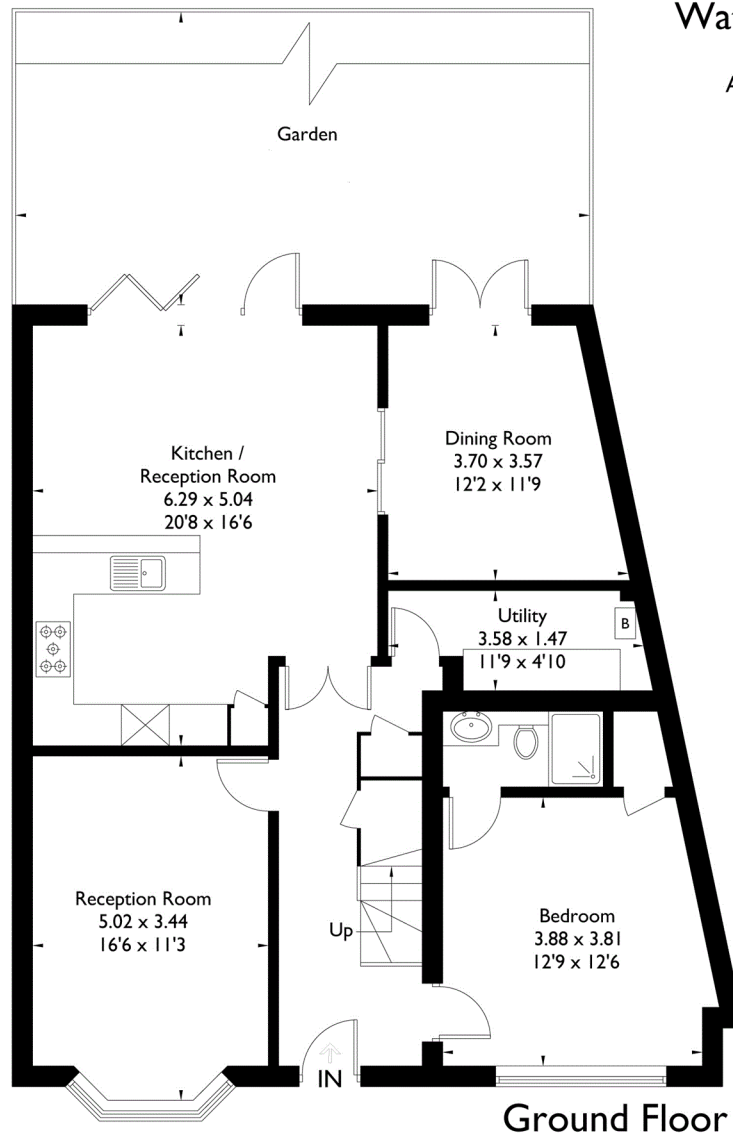 Garden
Kitchen /
Reception Room
6.29 x 5.04
20'8 x 16'6
Dining Room
3.70 x 3.57
12'2 x 11'9
Utility
3.58 x 1.47
11'9 x 4'10
B
Reception Room
5.02 x 3.44
16'6 x 11'3
Up
Bedroom
3.88 x 3.81
12'9 x 12'6
IN
Ground Floor